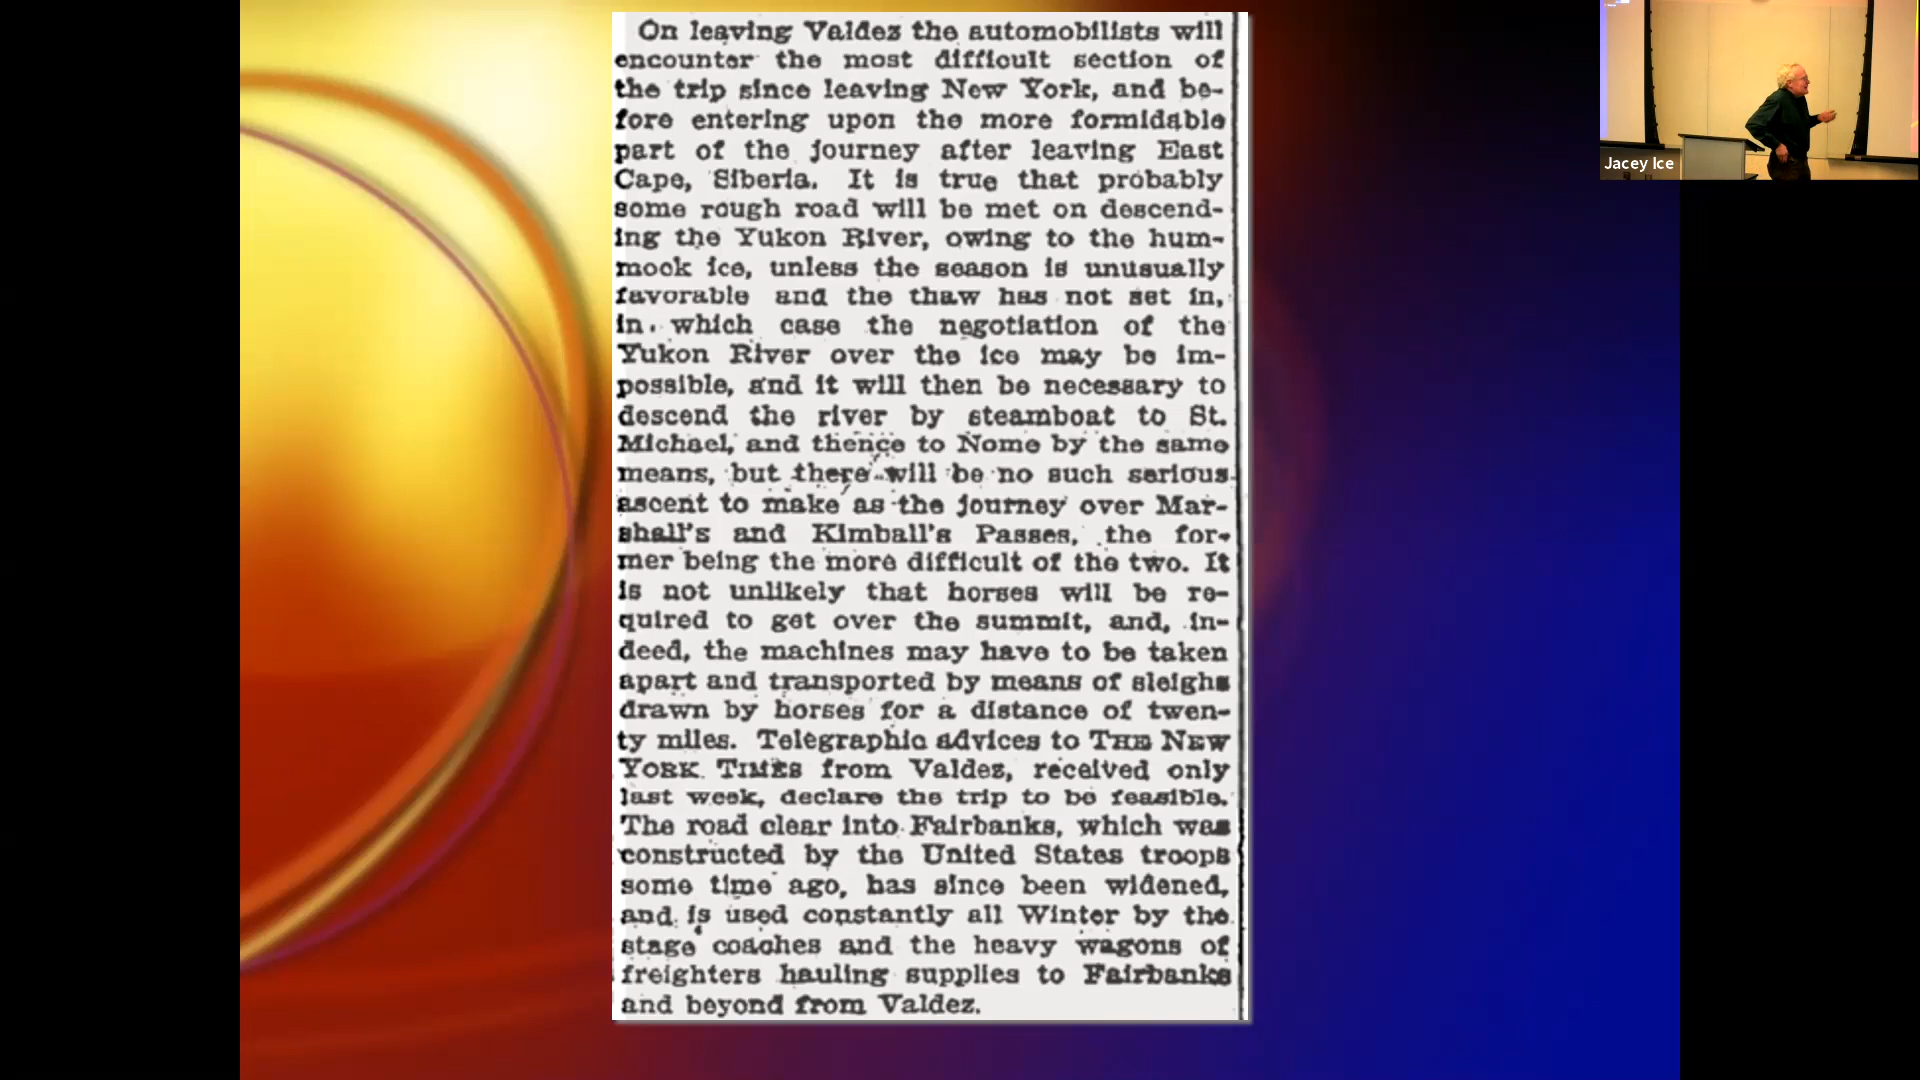 On leaving Valdez the automobilists will
encounter the most difficult section of
the trip since leaving New York, and be-
fore entering upon the more formidable
part of the journey after leaving East
Cape, Siberia. It is true that probably
some rough road will be met on descend-
ing the Yukon River, owing to the hum-
mock ice, unless the season is unusually
favorable and the thaw has not set in,
in which case the negotiation of the
Yukon River over the ice may be im-
possible, and it will then be necessary to
descend the river by steamboat to St.
Michael, and thence to Nome by the same
means, but there will be no such serious
ascent to make as the journey over Mar-
shall's and Kimball's Passes, the for-
mer being the more difficult of the two. It
is not unlikely that horses will be re-
quired to get over the summit, and, in-
deed, the machines may have to be taken
apart and transported by means of sleighs
drawn by horses for a distance of twen-
ty miles. Telegraphic advices to THE NEW
YORK TIMES from Valdez, received only
last week, declare the trip to be feasible.
The road clear into Fairbanks, which was
constructed by the United States troops
some time ago, has since been widened,
and is used constantly all Winter by the
stage coaches and the heavy wagons of
freighters hauling supplies to Fairbanks
and beyond from Valdez.
Jacey Ice